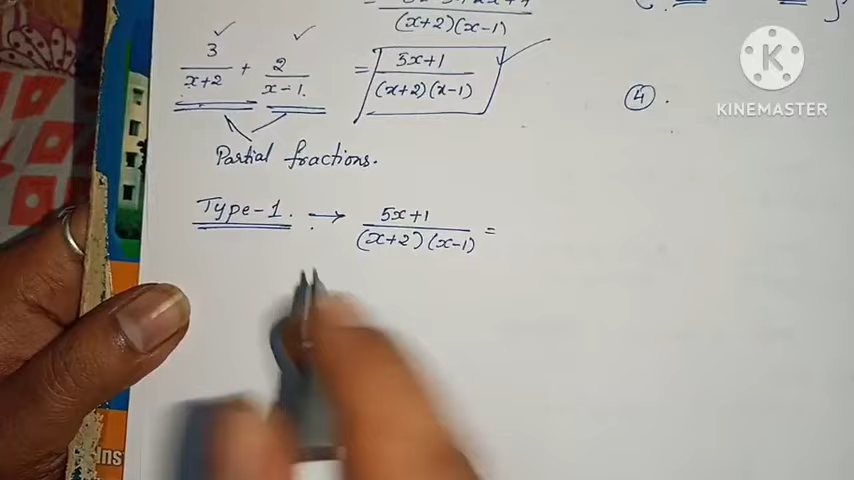 (x+2)(x-1)
3/(x+2) + 2/(x-1) = (5x+1)/((x+2)(x-1))
4.
KINEMASTER
Partial fractions.
Type-1. → (5x+1)/((x+2)(x-1)) =
Ins